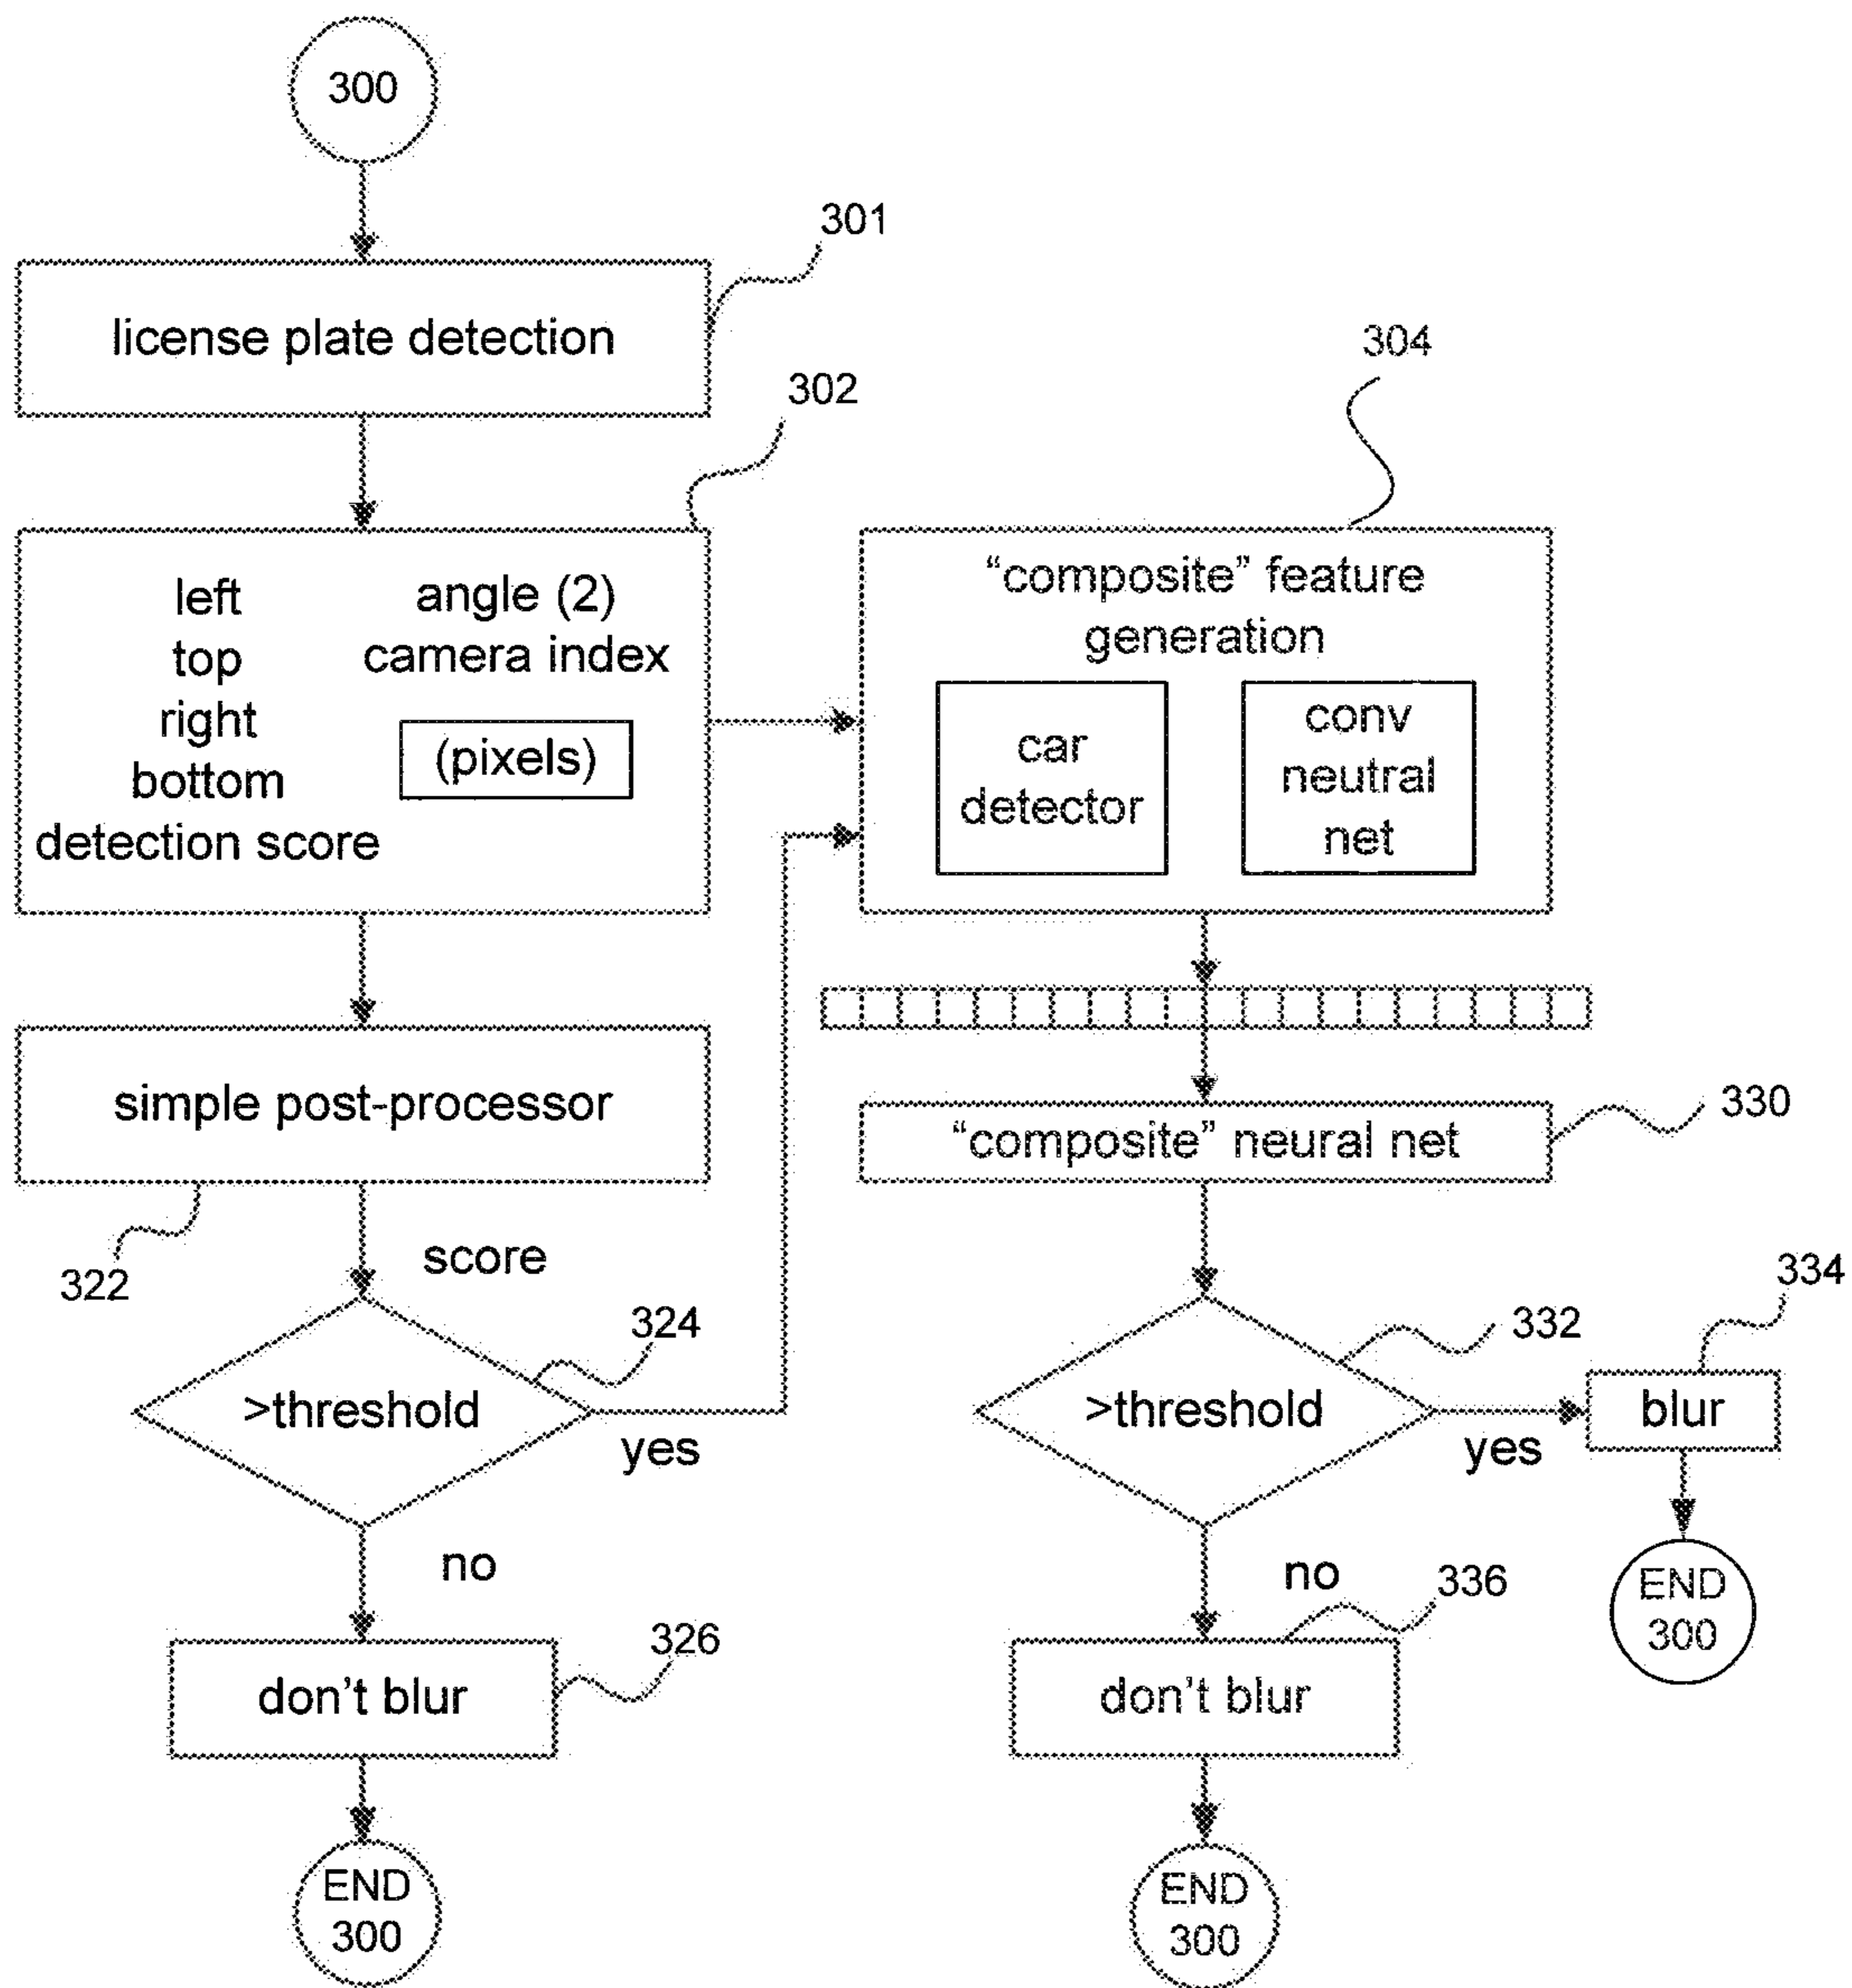 300
301
license plate detection
302
304
left
top
right
bottom
detection score
angle (2)
camera index
(pixels)
“composite” feature
generation
car
detector
conv
neutral
net
simple post-processor
322
score
324
>threshold
yes
no
326
don't blur
END
300
330
“composite” neural net
332
>threshold
yes
334
blur
END
300
no
336
don't blur
END
300